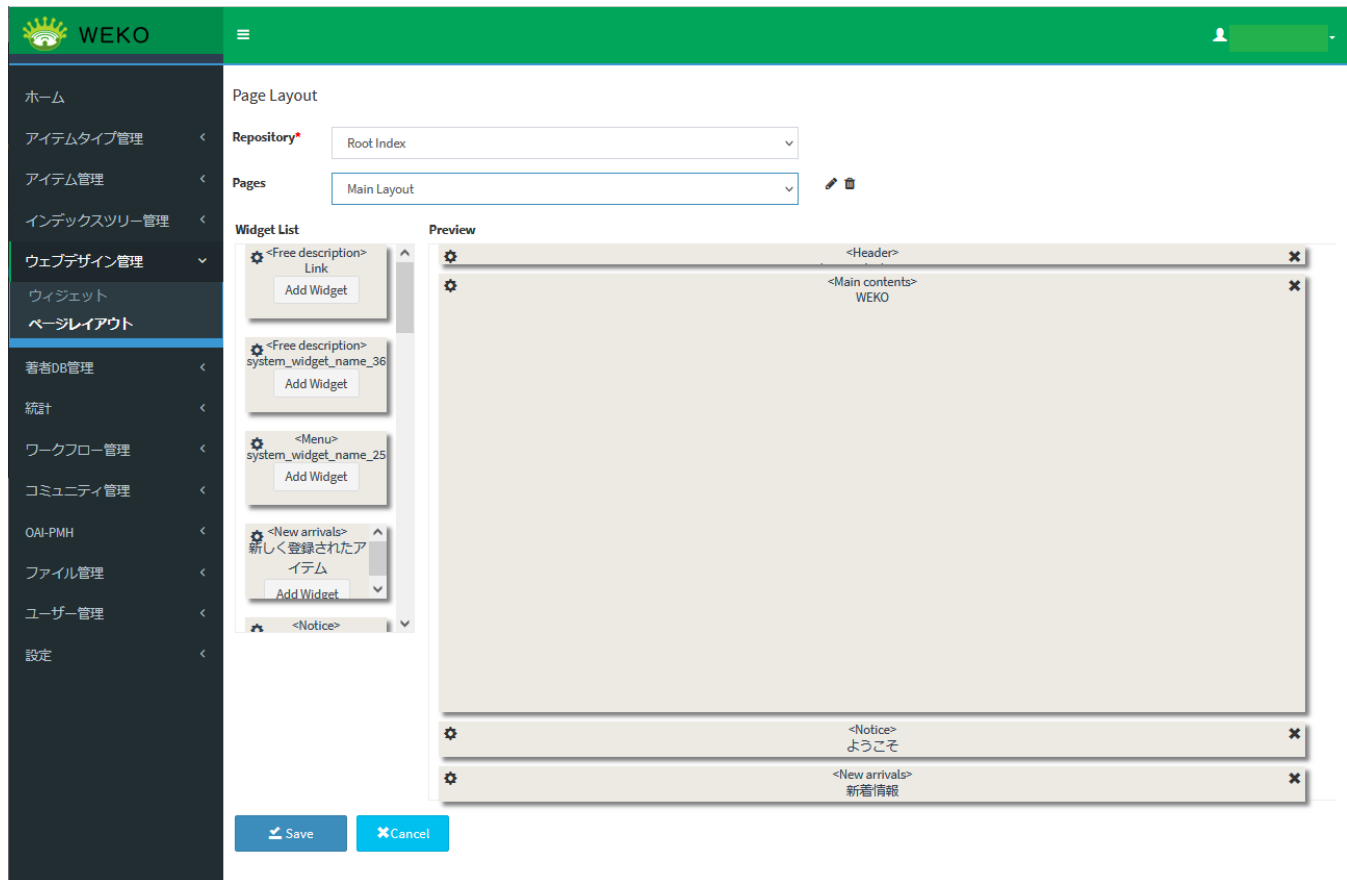 WEKO
ホーム
アイテムタイプ管理
アイテム管理
インデックスツリー管理
ウェブデザイン管理
ウィジェット
ページレイアウト
著者DB管理
統計
ワークフロー管理
コミュニティ管理
OAI-PMH
ファイル管理
ユーザー管理
設定
Page Layout
Repository*
Root Index
Pages
Main Layout
Widget List
<Free description>
Link
Add Widget
<Free description>
system_widget_name_36
Add Widget
<Menu>
system_widget_name_25
Add Widget
<New arrivals>
新しく登録されたア
イテム
Add Widget
<Notice>
Preview
<Header>
<Main contents>
WEKO
<Notice>
ようこそ
<New arrivals>
新着情報
Save
Cancel